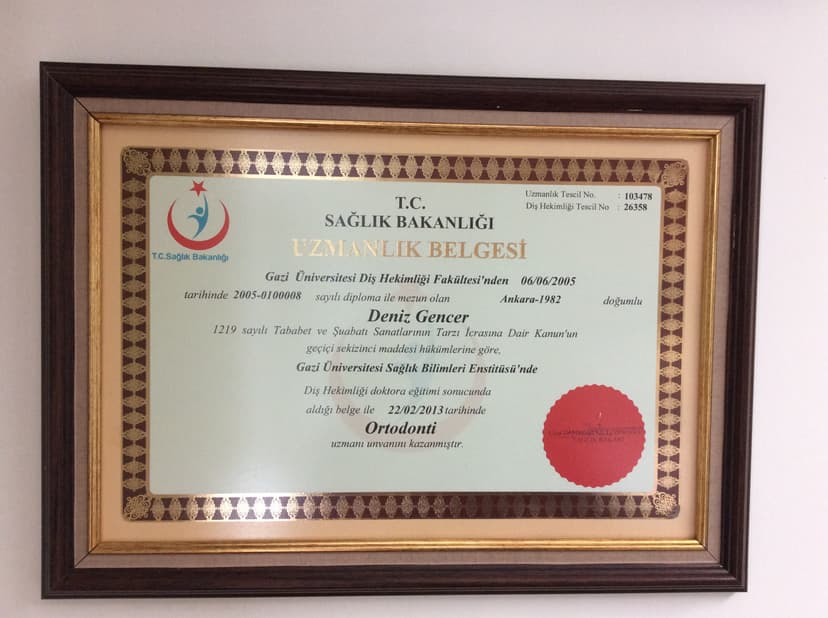 T.C.
SAĞLIK BAKANLIĞI
UZMANLIK BELGESİ
Uzmanlık Tescil No. : 103478
Diş Hekimliği Tescil No : 26358
T.C.Sağlık Bakanlığı
Gazi Üniversitesi Diş Hekimliği Fakültesi'nden 06/06/2005
tarihinde 2005-0100008 sayılı diploma ile mezun olan Ankara-1982 doğumlu
Deniz Gencer
1219 sayılı Tababet ve Şuabatı Sanatlarının Tarzı İcrasına Dair Kanun'un
geçici sekizinci maddesi hükümlerine göre,
Gazi Üniversitesi Sağlık Bilimleri Enstitüsü'nde
Diş Hekimliği doktora eğitimi sonucunda
aldığı belge ile 22/02/2013 tarihinde
Ortodonti
uzmanı unvanını kazanmıştır.